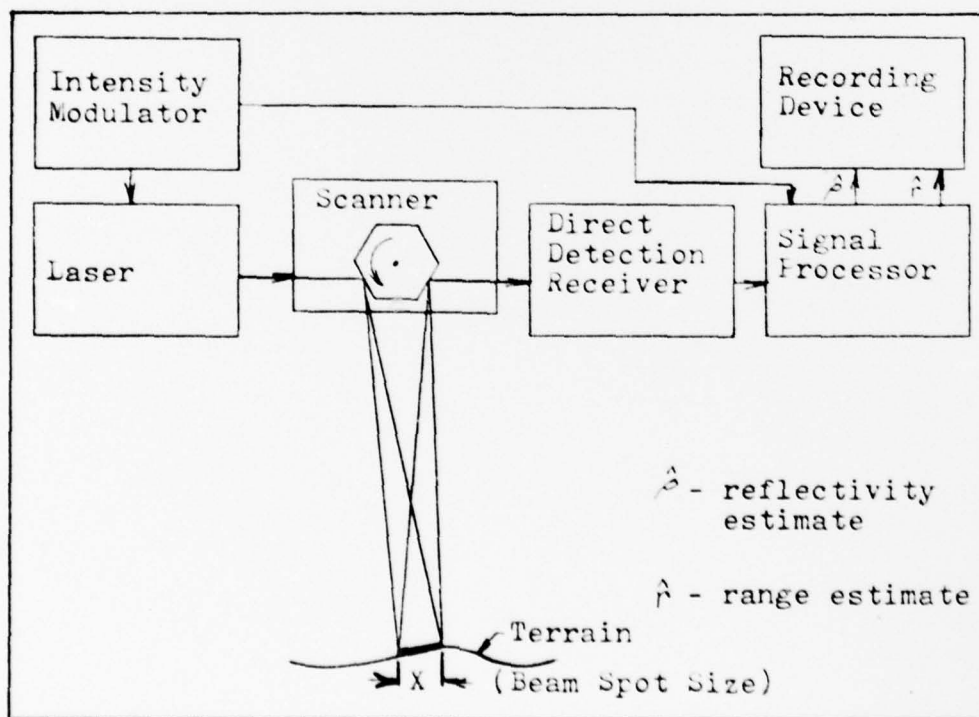 Intensity
Modulator
Recording
Device
ρ̂
r̂
Scanner
Laser
Direct
Detection
Receiver
Signal
Processor
ρ̂ - reflectivity
estimate
r̂ - range estimate
Terrain
X (Beam Spot Size)